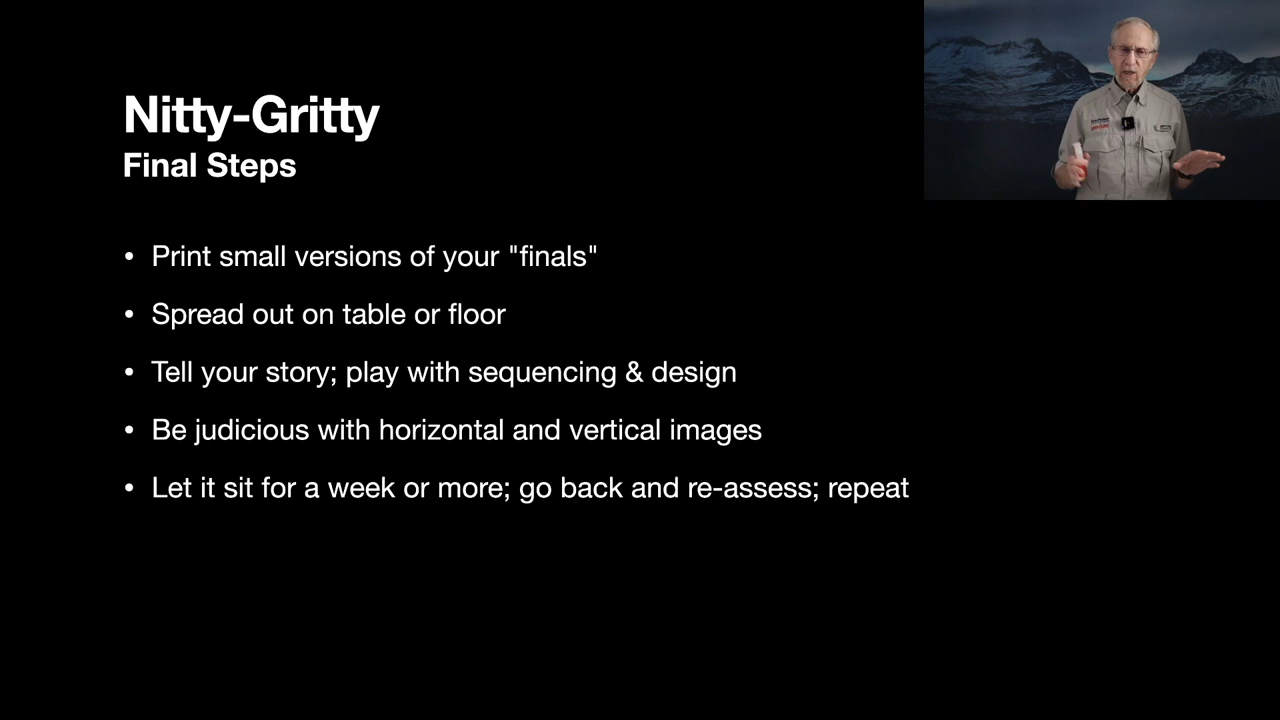 Nitty-Gritty
Final Steps
• Print small versions of your "finals"
• Spread out on table or floor
• Tell your story; play with sequencing & design
• Be judicious with horizontal and vertical images
• Let it sit for a week or more; go back and re-assess; repeat